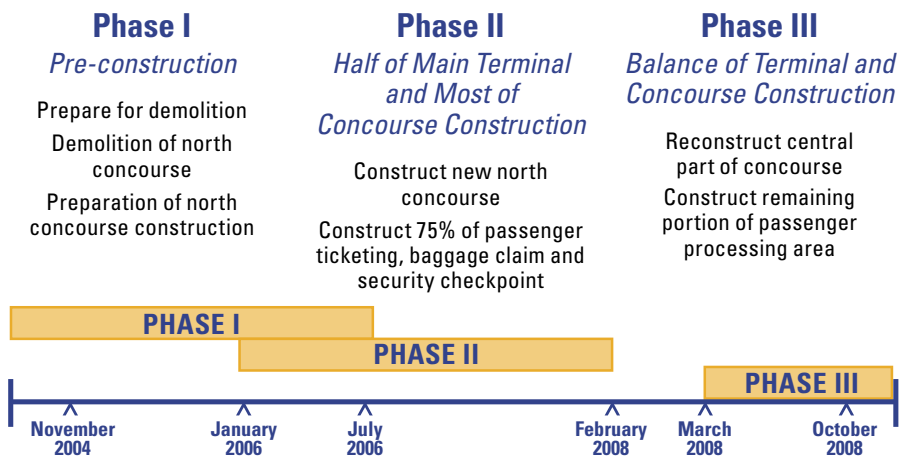 Phase I
Pre-construction
Prepare for demolition
Demolition of north
concourse
Preparation of north
concourse construction
Phase II
Half of Main Terminal
and Most of
Concourse Construction
Construct new north
concourse
Construct 75% of passenger
ticketing, baggage claim and
security checkpoint
Phase III
Balance of Terminal and
Concourse Construction
Reconstruct central
part of concourse
Construct remaining
portion of passenger
processing area
PHASE I
PHASE II
PHASE III
November
2004
January
2006
July
2006
February
2008
March
2008
October
2008